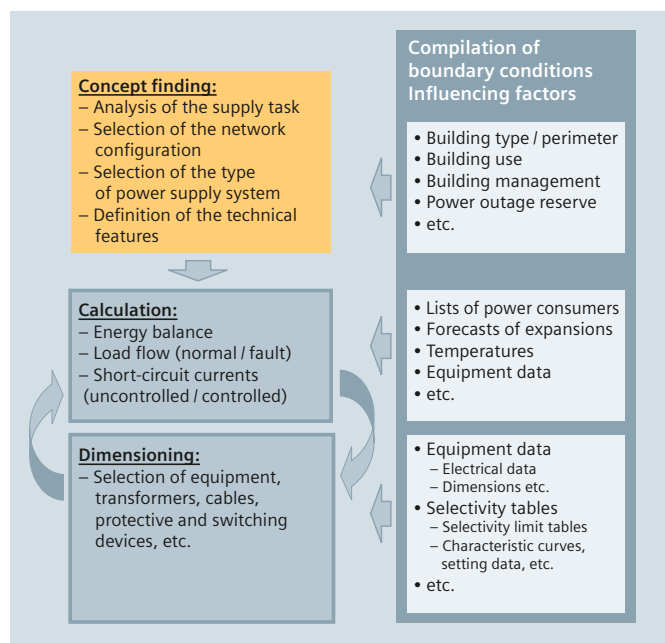 Concept finding:
– Analysis of the supply task
– Selection of the network
configuration
– Selection of the type
of power supply system
– Definition of the technical
features
Calculation:
– Energy balance
– Load flow (normal / fault)
– Short-circuit currents
(uncontrolled / controlled)
Dimensioning:
– Selection of equipment,
transformers, cables,
protective and switching
devices, etc.
Compilation of
boundary conditions
Influencing factors
• Building type / perimeter
• Building use
• Building management
• Power outage reserve
• etc.
• Lists of power consumers
• Forecasts of expansions
• Temperatures
• Equipment data
• etc.
• Equipment data
– Electrical data
– Dimensions etc.
• Selectivity tables
– Selectivity limit tables
– Characteristic curves,
setting data, etc.
• etc.